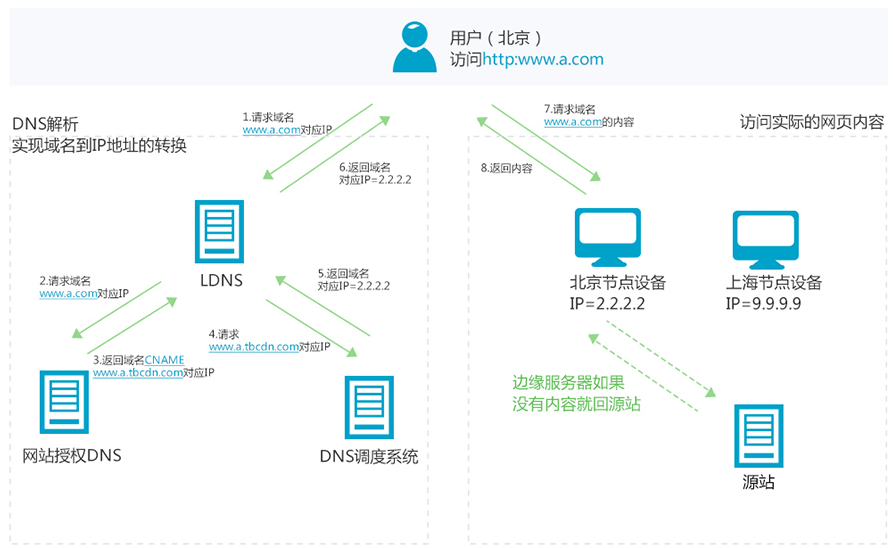 用户（北京）
访问http:www.a.com
DNS解析
实现域名到IP地址的转换
1.请求域名
www.a.com对应IP
6.返回域名
对应IP=2.2.2.2
LDNS
2.请求域名
www.a.com对应IP
5.返回域名
对应IP=2.2.2.2
3.返回域名CNAME
www.a.tbcdn.com对应IP
4.请求
www.a.tbcdn.com对应IP
网站授权DNS
DNS调度系统
访问实际的网页内容
7.请求域名
www.a.com的内容
8.返回内容
北京节点设备
IP=2.2.2.2
上海节点设备
IP=9.9.9.9
边缘服务器如果
没有内容就回源站
源站